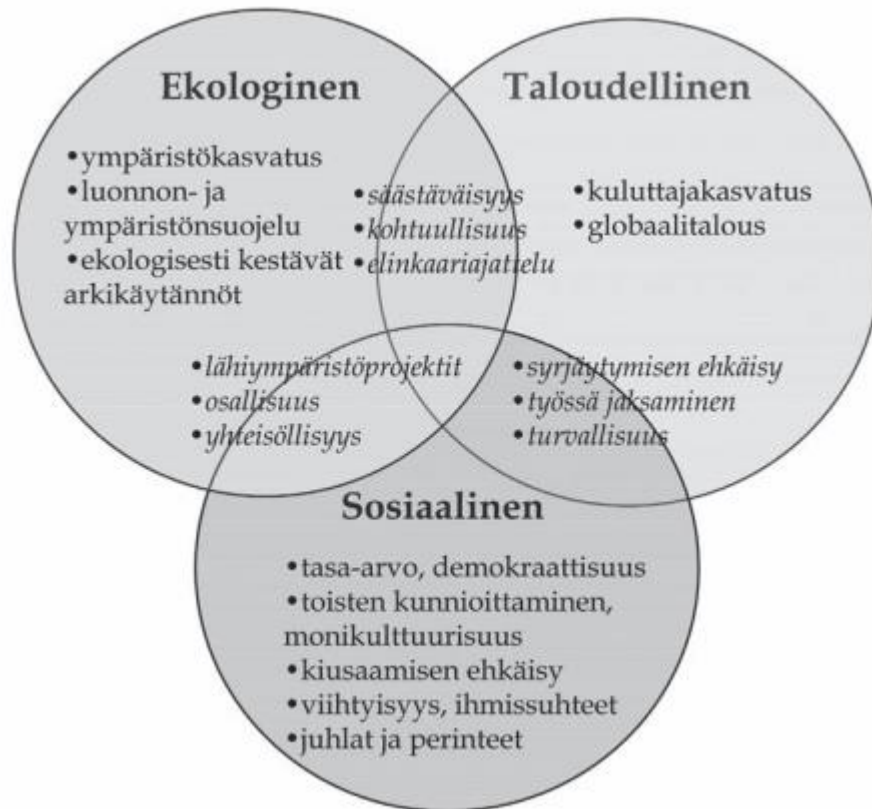 Ekologinen
•ympäristökasvatus
•luonnon- ja
ympäristönsuojelu
•ekologisesti kestävät
arkikäytännöt
Taloudellinen
•kuluttajakasvatus
•globaalitalous
•säästäväisyys
•kohtuullisuus
•elinkaariajattelu
•lähiympäristöprojektit
•osallisuus
•yhteisöllisyys
•syrjäytymisen ehkäisy
•työssä jaksaminen
•turvallisuus
Sosiaalinen
•tasa-arvo, demokraattisuus
•toisten kunnioittaminen,
monikulttuurisuus
•kiusaamisen ehkäisy
•viihtyisyys, ihmissuhteet
•juhlat ja perinteet